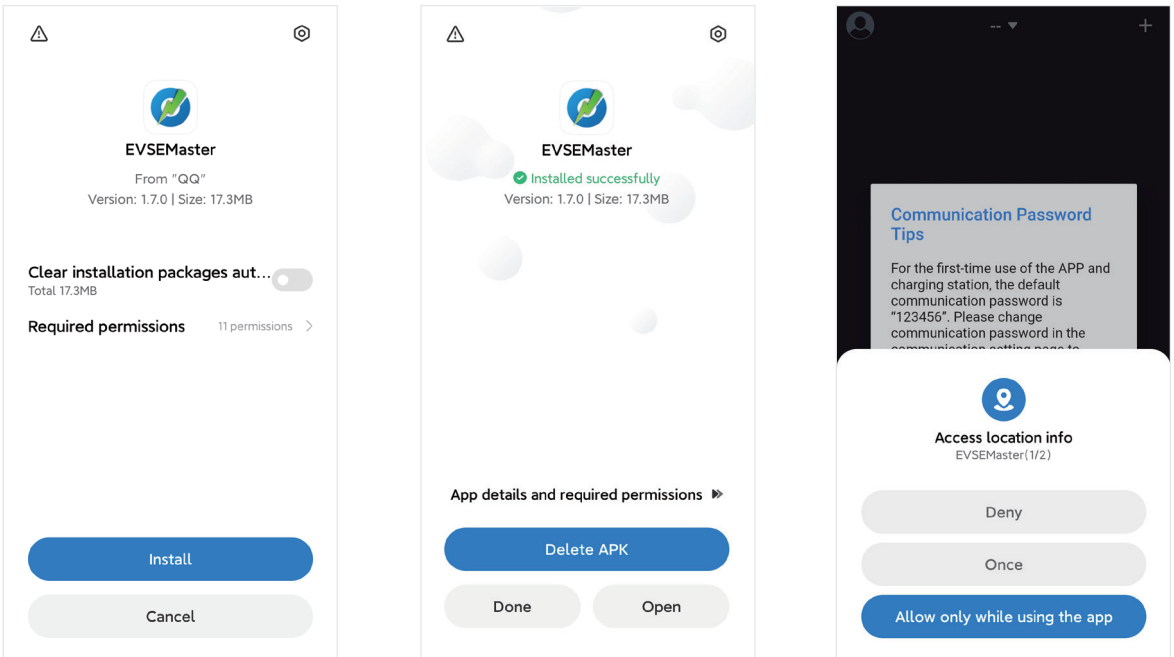 EVSEMaster
From "QQ"
Version: 1.7.0 | Size: 17.3MB
Clear installation packages aut...
Total 17.3MB
Required permissions
11 permissions
Install
Cancel
EVSEMaster
Installed successfully
Version: 1.7.0 | Size: 17.3MB
App details and required permissions
Delete APK
Done
Open
--
Communication Password
Tips
For the first-time use of the APP and
charging station, the default
communication password is
“123456”. Please change
communication password in the
communication setting page to
Access location info
EVSEMaster(1/2)
Deny
Once
Allow only while using the app